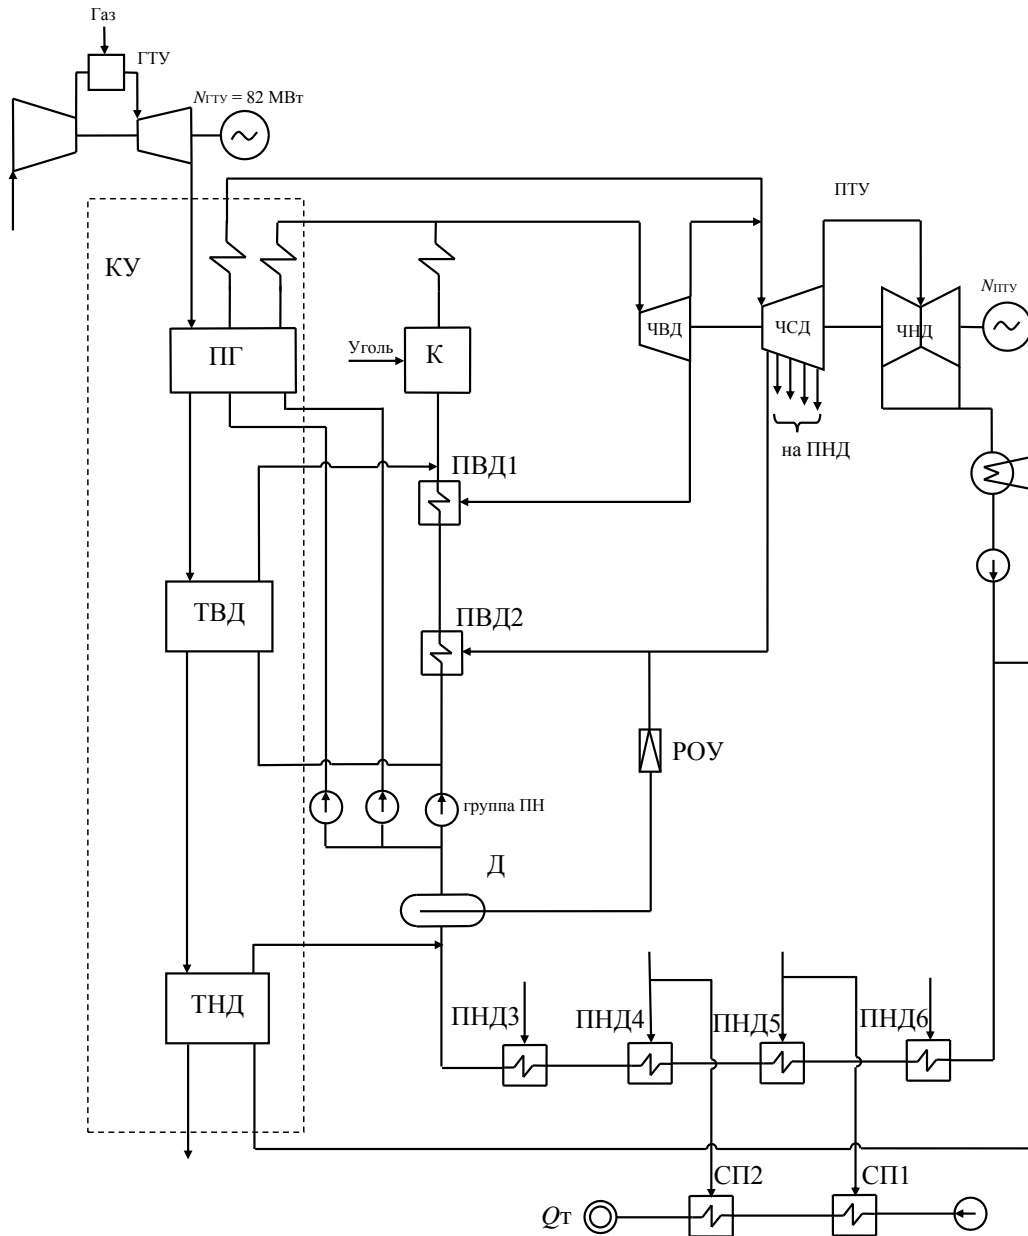 Газ
ГТУ
NГТУ = 82 МВт
ПТУ
КУ
NПТУ
ЧВД
ЧСД
ЧНД
ПГ
Уголь
К
на ПНД
ПВД1
ТВД
ПВД2
РОУ
группа ПН
Д
ТНД
ПНД3
ПНД4
ПНД5
ПНД6
СП2
СП1
Qт